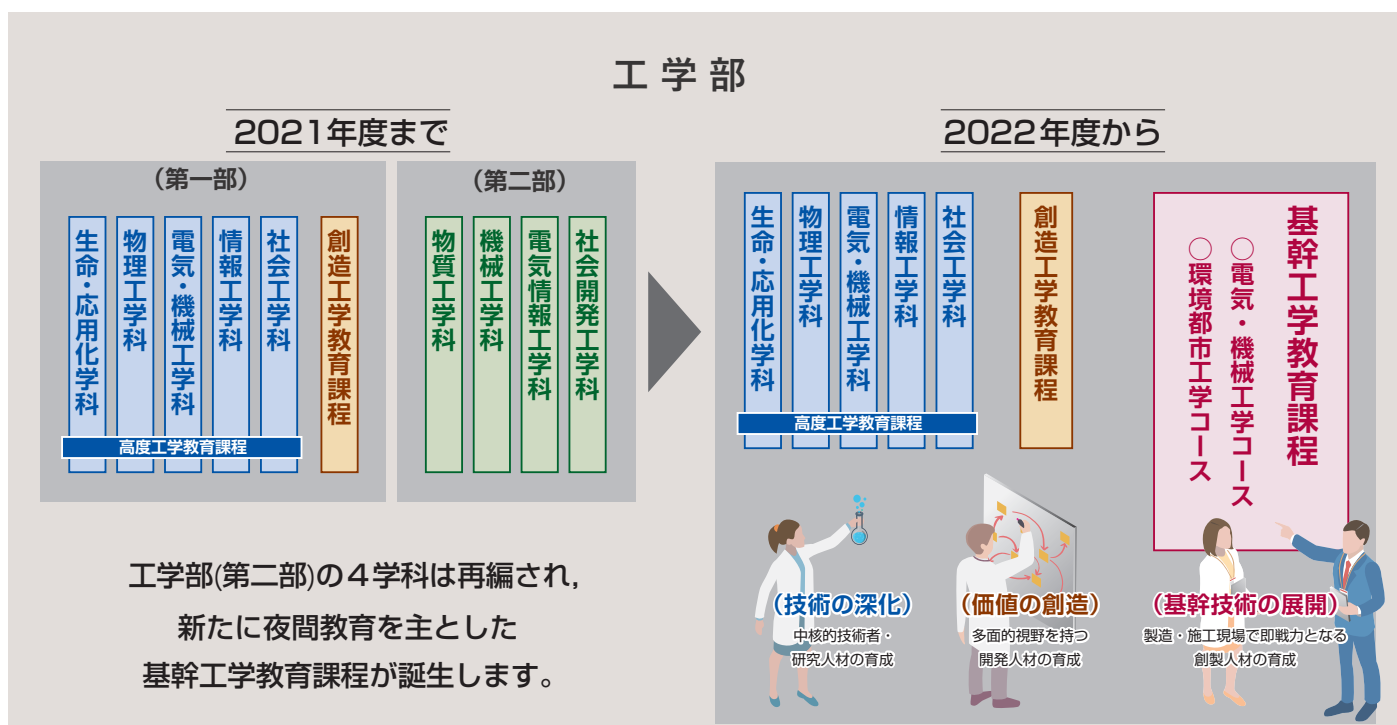 工学部
2021年度まで
(第一部)
生命・応用化学科
物理工学科
電気・機械工学科
情報工学科
社会工学科
高度工学教育課程
創造工学教育課程
(第二部)
物質工学科
機械工学科
電気情報工学科
社会開発工学科
工学部(第二部)の4学科は再編され,
新たに夜間教育を主とした
基幹工学教育課程が誕生します。
2022年度から
生命・応用化学科
物理工学科
電気・機械工学科
情報工学科
社会工学科
高度工学教育課程
創造工学教育課程
基幹工学教育課程
○電気・機械工学コース
○環境都市工学コース
(技術の深化)
中核的技術者・
研究人材の育成
(価値の創造)
多面的視野を持つ
開発人材の育成
(基幹技術の展開)
製造・施工現場で即戦力となる
創製人材の育成